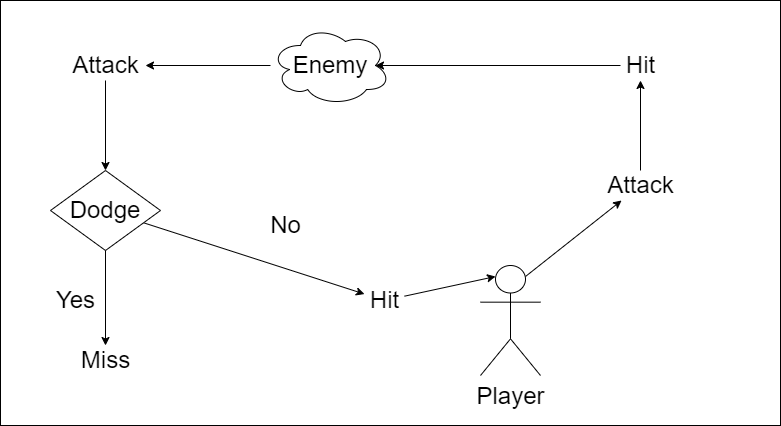 Attack
Enemy
Hit
Attack
Dodge
No
Yes
Hit
Miss
Player